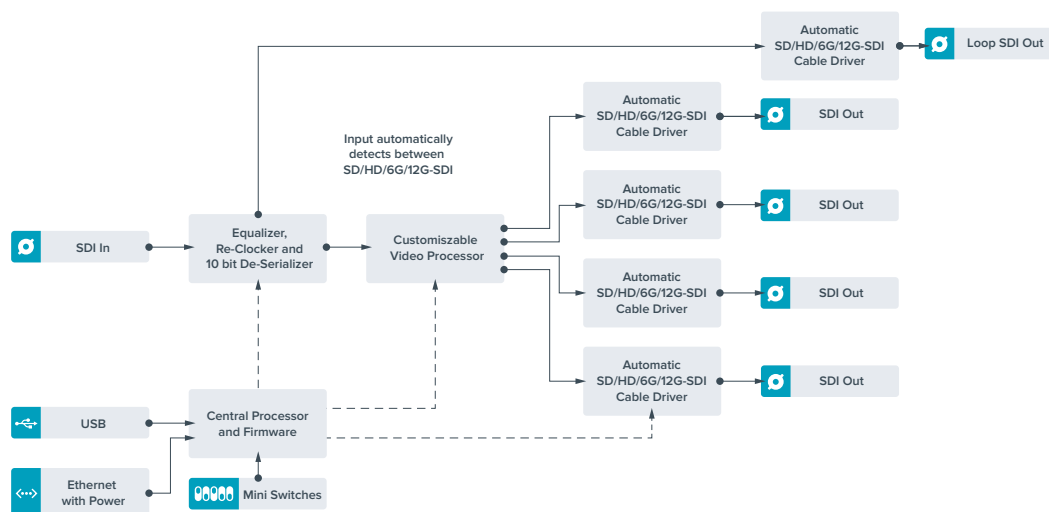 Automatic
SD/HD/6G/12G-SDI
Cable Driver
Loop SDI Out
Automatic
SD/HD/6G/12G-SDI
Cable Driver
SDI Out
Input automatically
detects between
SD/HD/6G/12G-SDI
Automatic
SD/HD/6G/12G-SDI
Cable Driver
SDI Out
SDI In
Equalizer,
Re-Clocker and
10 bit De-Serializer
Customiszable
Video Processor
Automatic
SD/HD/6G/12G-SDI
Cable Driver
SDI Out
Automatic
SD/HD/6G/12G-SDI
Cable Driver
SDI Out
USB
Central Processor
and Firmware
Ethernet
with Power
Mini Switches